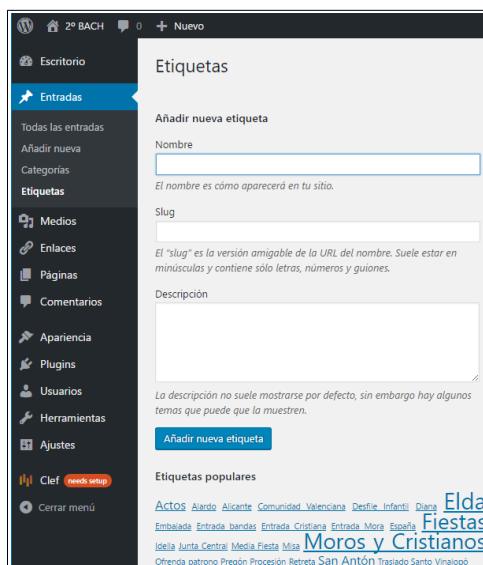 2º BACH 0 + Nuevo
Escritorio
Entradas
Todas las entradas
Añadir nueva
Categorías
Etiquetas
Medios
Enlaces
Páginas
Comentarios
Apariencia
Plugins
Usuarios
Herramientas
Ajustes
Clef needs setup
Cerrar menú
Etiquetas
Añadir nueva etiqueta
Nombre
El nombre es cómo aparecerá en tu sitio.
Slug
El "slug" es la versión amigable de la URL del nombre. Suele estar en
minúsculas y contiene sólo letras, números y guiones.
Descripción
La descripción no suele mostrarse por defecto, sin embargo hay algunos
temas que puede que la muestren.
Añadir nueva etiqueta
Etiquetas populares
Actos Alardo Alicante Comunidad Valenciana Desfile Infantil Diana Elda
Embajada Entrada bandas Entrada Cristiana Entrada Mora España Fiestas
Idella Junta Central Media Fiesta Misa Moros y Cristianos
Ofrenda patrono Pregón Procesión Retreta San Antón Traslado Santo Vinalopó